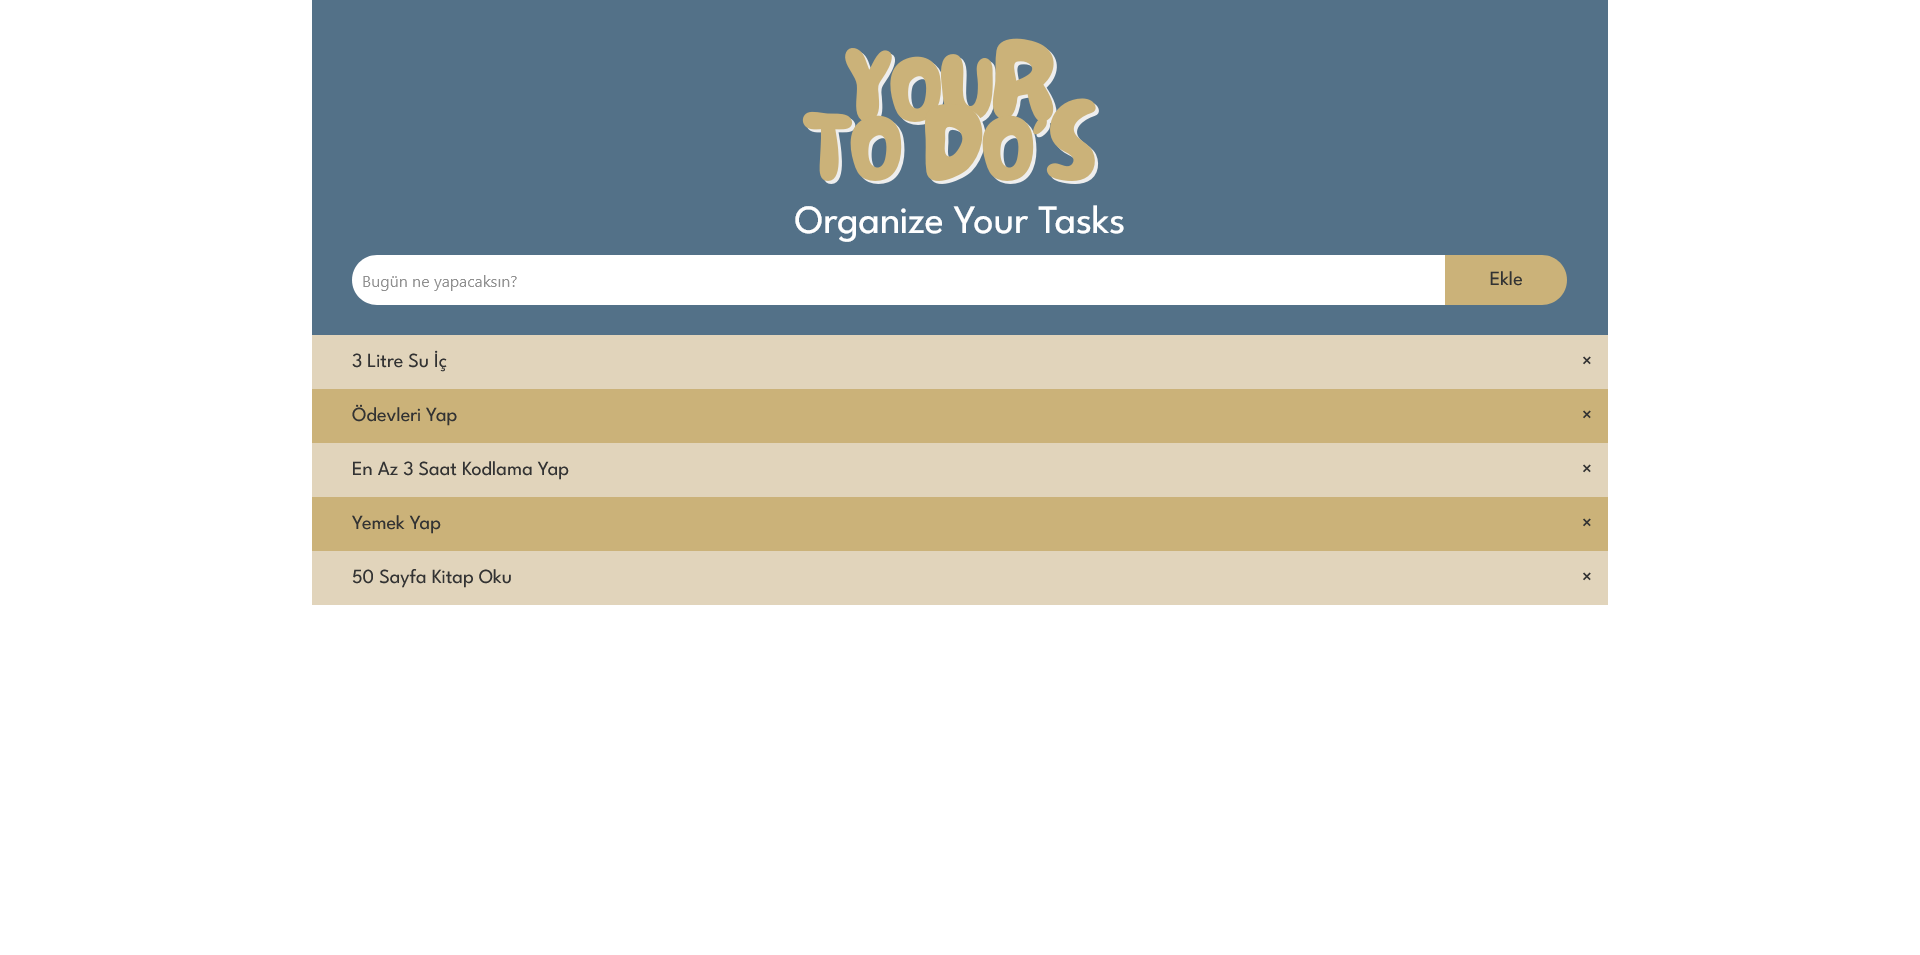 YOUR
TO DO'S
Organize Your Tasks
Bugün ne yapacaksın?
Ekle
3 Litre Su İç ×
Ödevleri Yap ×
En Az 3 Saat Kodlama Yap ×
Yemek Yap ×
50 Sayfa Kitap Oku ×